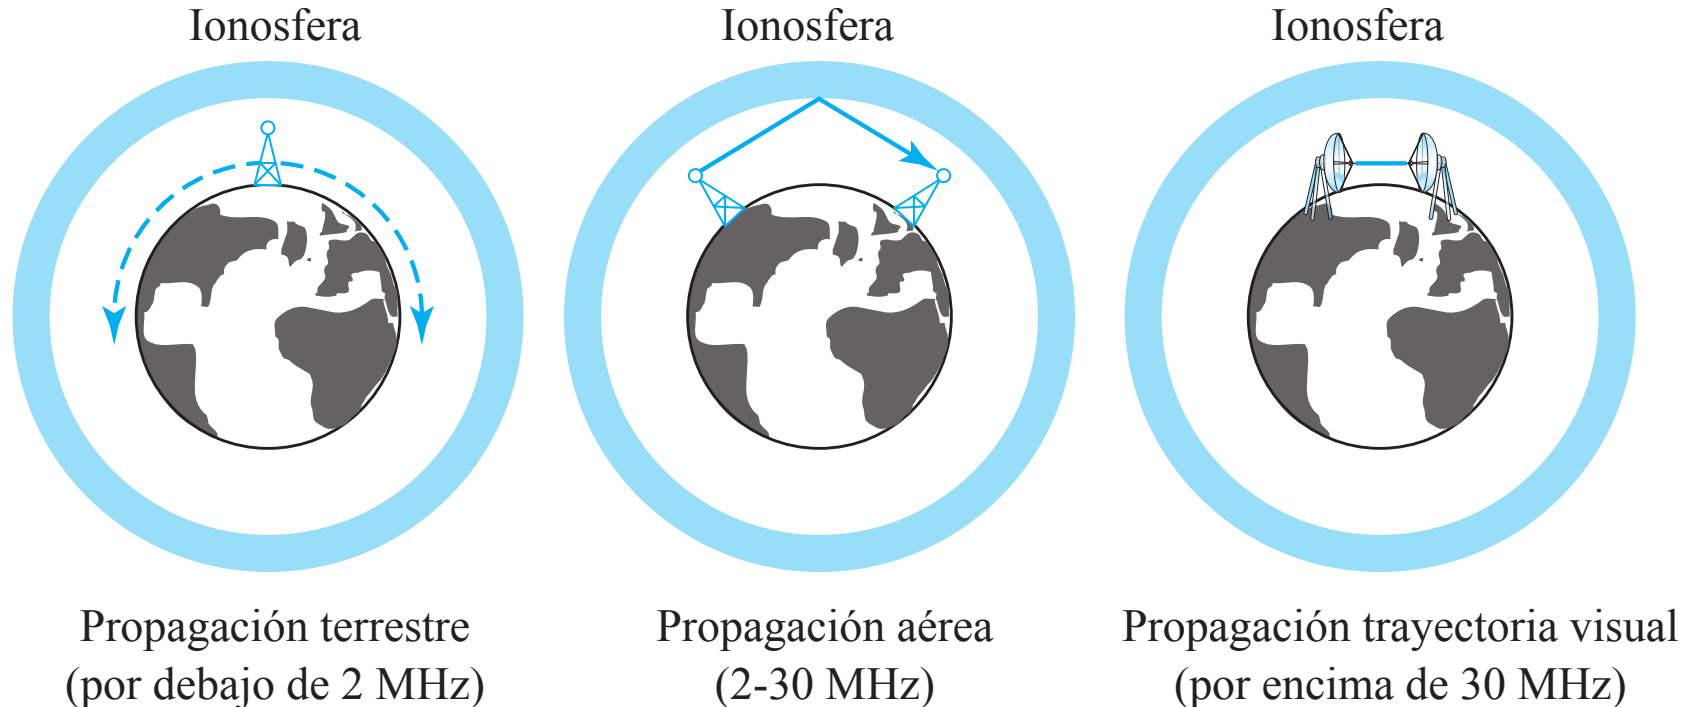 Ionosfera
Ionosfera
Ionosfera
Propagación terrestre
(por debajo de 2 MHz)
Propagación aérea
(2-30 MHz)
Propagación trayectoria visual
(por encima de 30 MHz)